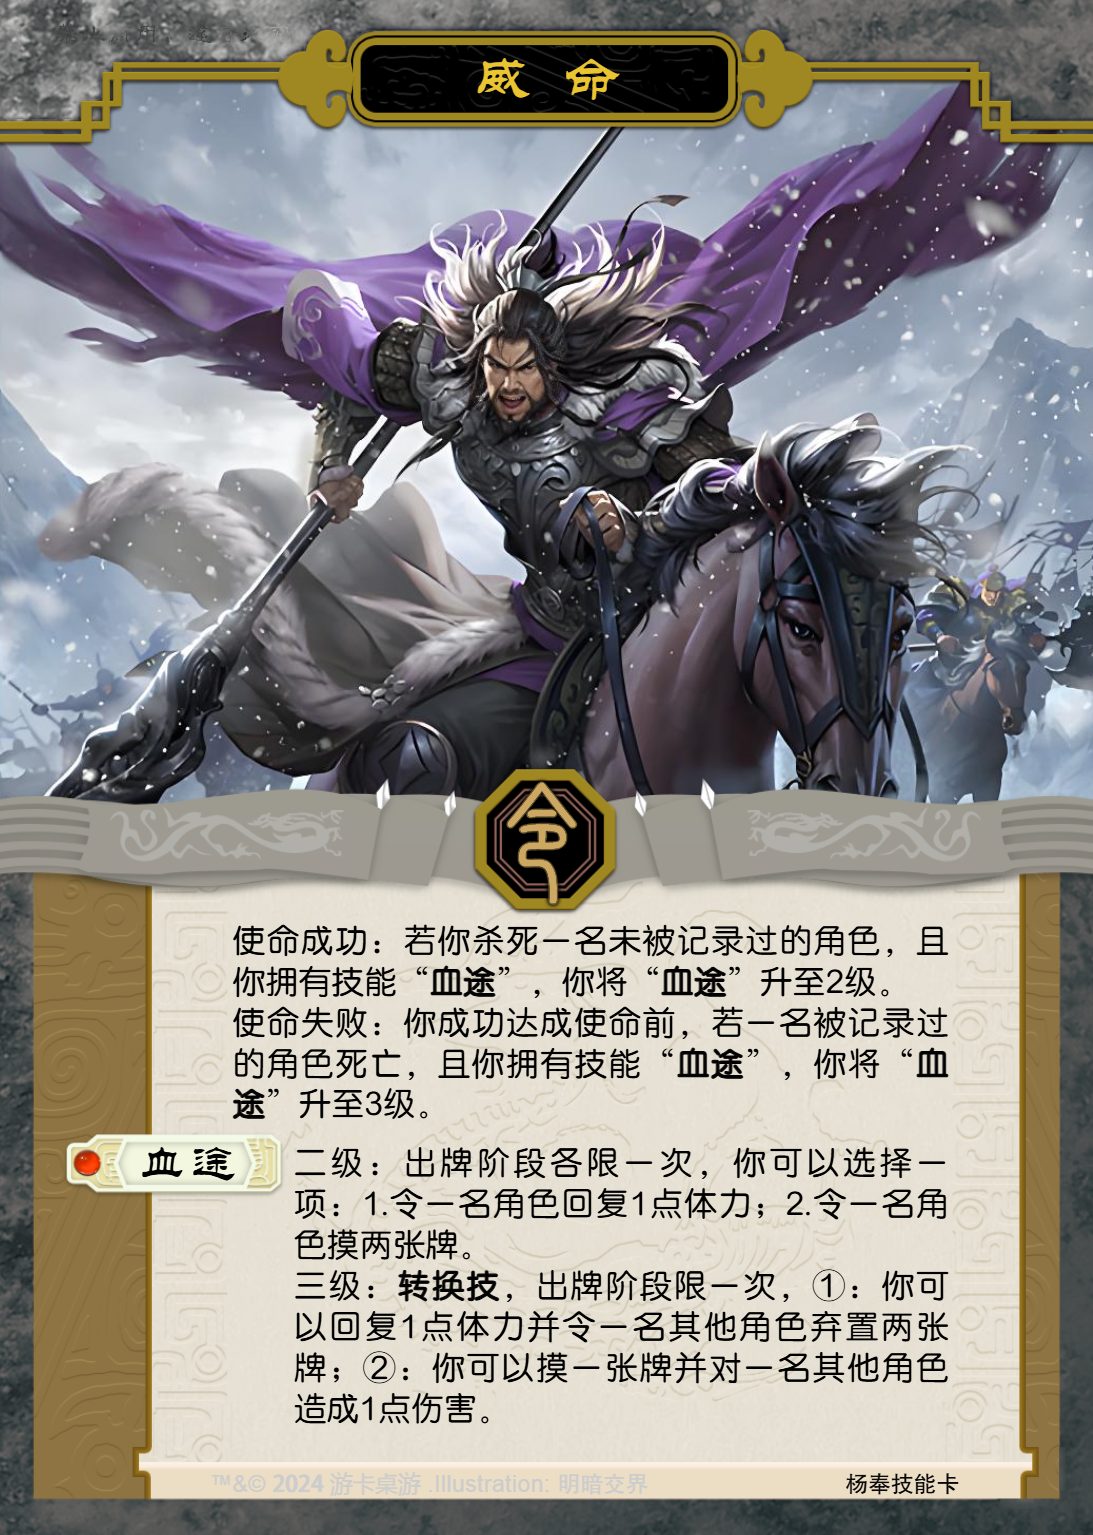 威命
令
使命成功：若你杀死一名未被记录过的角色，且
你拥有技能“血途”，你将“血途”升至2级。
使命失败：你成功达成使命前，若一名被记录过
的角色死亡，且你拥有技能“血途”，你将“血
途”升至3级。
血途
二级：出牌阶段各限一次，你可以选择一
项：1.令一名角色回复1点体力；2.令一名角
色摸两张牌。
三级：转换技，出牌阶段限一次，①：你可
以回复1点体力并令一名其他角色弃置两张
牌；②：你可以摸一张牌并对一名其他角色
造成1点伤害。
™&© 2024 游卡桌游 .Illustration: 明暗交界
杨奉技能卡